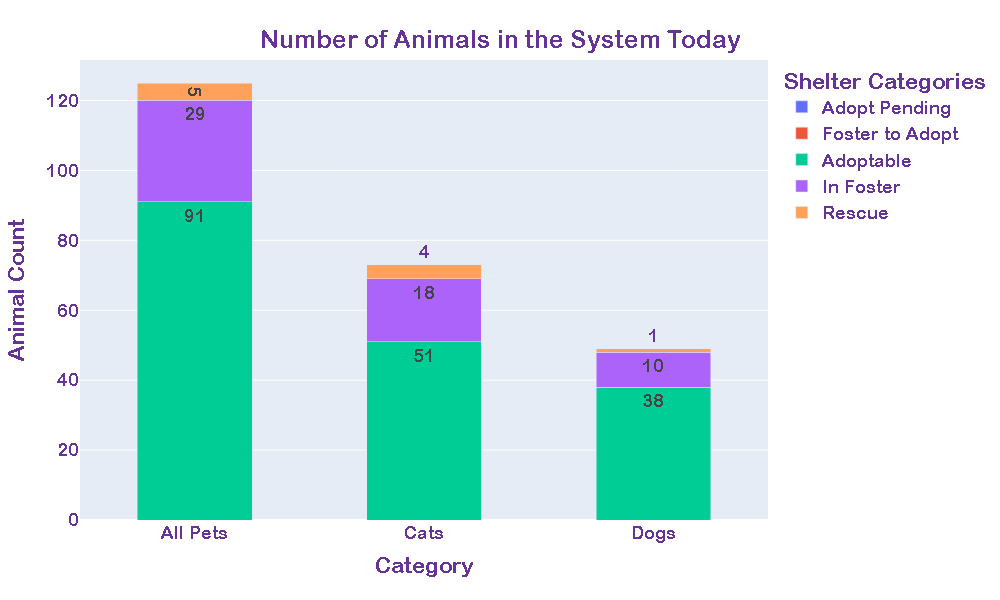 Number of Animals in the System Today
Shelter Categories
Adopt Pending
Foster to Adopt
Adoptable
In Foster
Rescue
Animal Count
120
100
80
60
40
20
0
5
29
91
4
18
51
1
10
38
All Pets
Cats
Dogs
Category